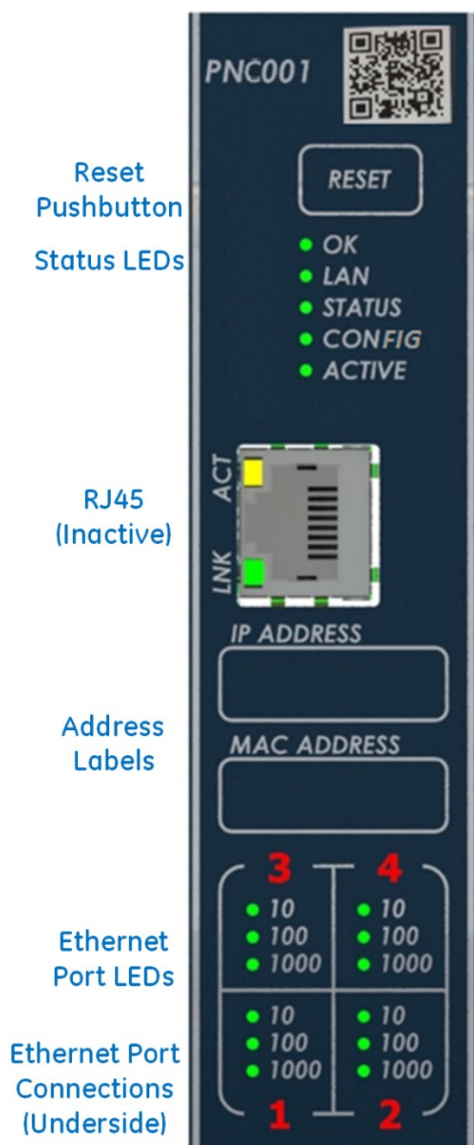 PNC001
Reset
Pushbutton
RESET
Status LEDs
OK
LAN
STATUS
CONFIG
ACTIVE
RJ45
(Inactive)
ACT
LNK
IP ADDRESS
Address
Labels
MAC ADDRESS
3 4
Ethernet
Port LEDs
10 10
100 100
1000 1000
Ethernet Port
Connections
(Underside)
10 10
100 100
1000 1000
1 2